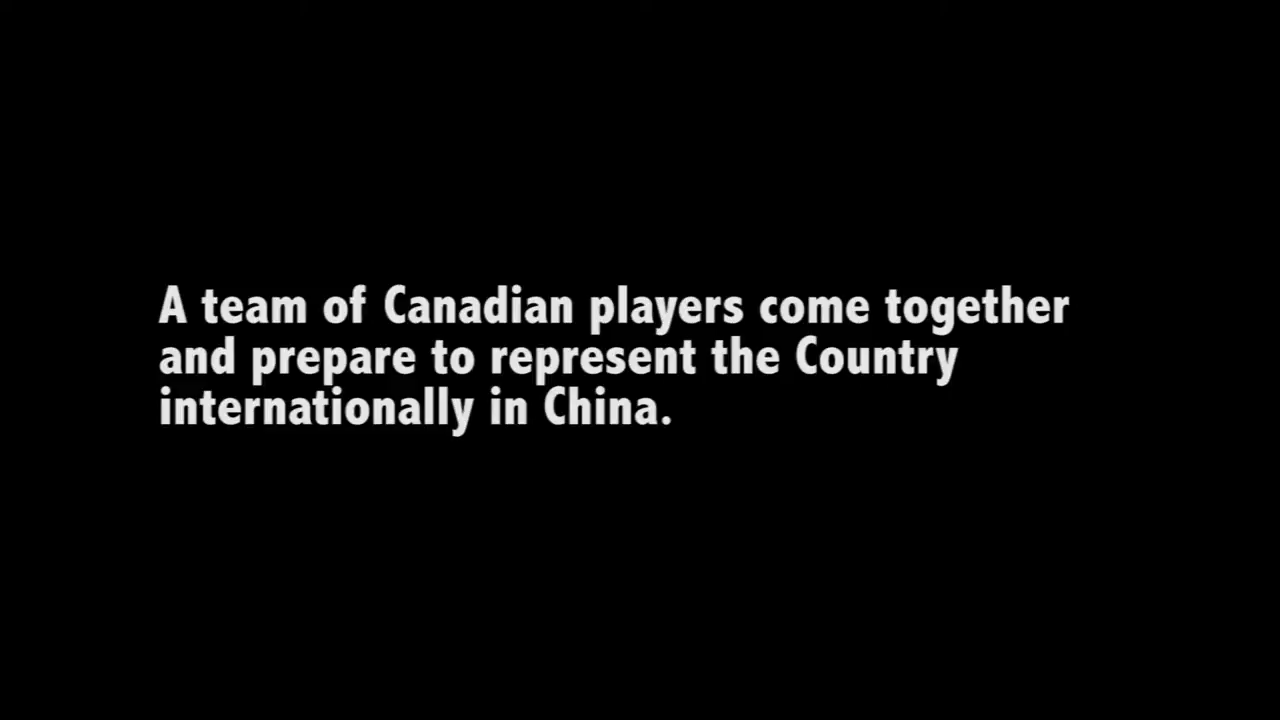 A team of Canadian players come together
and prepare to represent the Country
internationally in China.